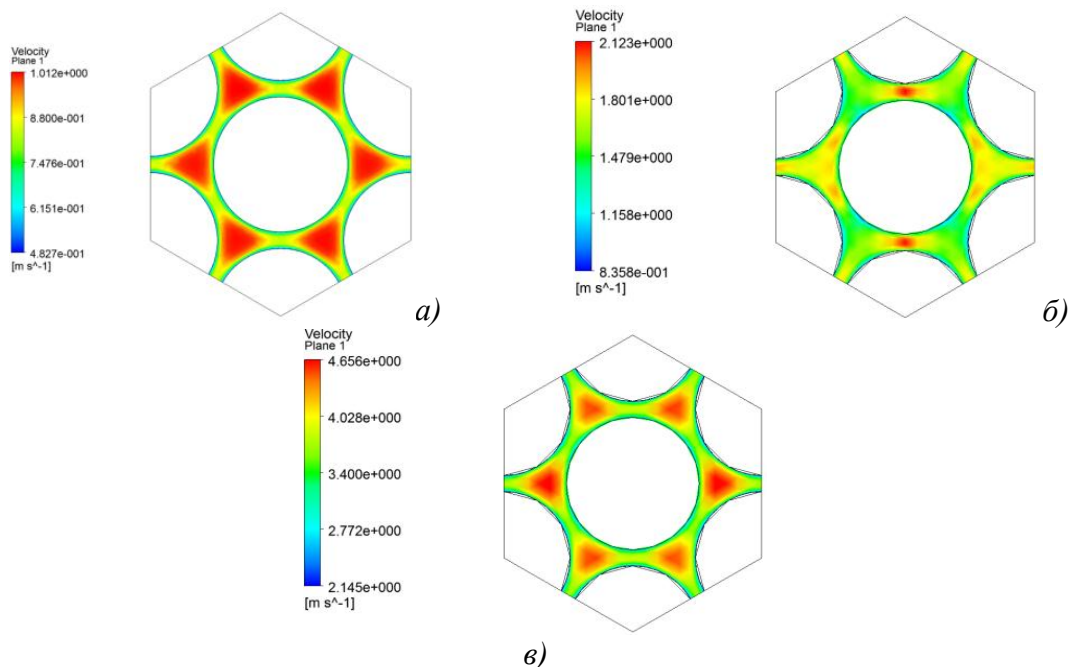 Velocity
Plane 1
1.012e+000
8.800e-001
7.476e-001
6.151e-001
4.827e-001
[m s^-1]
а)
Velocity
Plane 1
2.123e+000
1.801e+000
1.479e+000
1.158e+000
8.358e-001
[m s^-1]
б)
Velocity
Plane 1
4.656e+000
4.028e+000
3.400e+000
2.772e+000
2.145e+000
[m s^-1]
в)